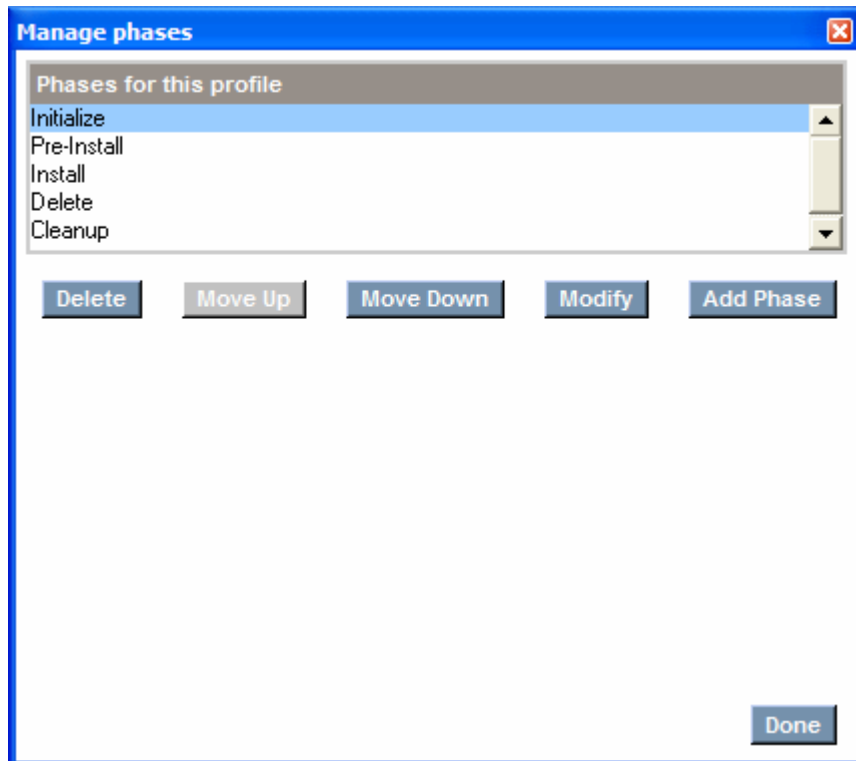 Manage phases
Phases for this profile
Initialize
Pre-Install
Install
Delete
Cleanup
Delete Move Up Move Down Modify Add Phase
Done